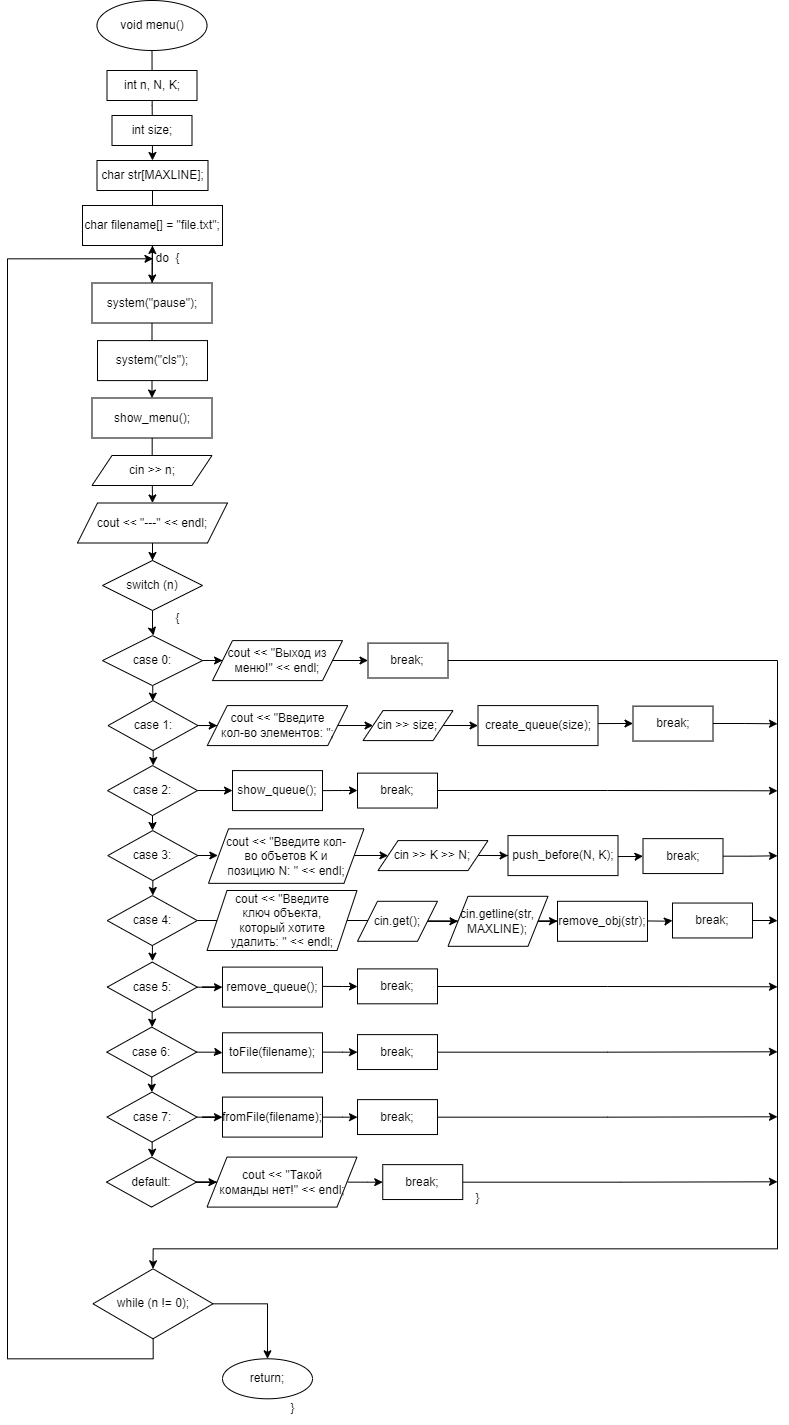 void menu()
int n, N, K;
int size;
char str[MAXLINE];
char filename[] = "file.txt";
do {
system("pause");
system("cls");
show_menu();
cin >> n;
cout << "---" << endl;
switch (n)
{
case 0:
cout << "Выход из
меню!" << endl;
break;
case 1:
cout << "Введите
кол-во элементов: ";
cin >> size;
create_queue(size);
break;
case 2:
show_queue();
break;
case 3:
cout << "Введите кол-
во объетов K и
позицию N: " << endl;
cin >> K >> N;
push_before(N, K);
break;
case 4:
cout << "Введите
ключ объекта,
который хотите
удалить: " << endl;
cin.get();
cin.getline(str,
MAXLINE);
remove_obj(str);
break;
case 5:
remove_queue();
break;
case 6:
toFile(filename);
break;
case 7:
fromFile(filename);
break;
default:
cout << "Такой
команды нет!" << endl;
break;
}
while (n != 0);
return;
}